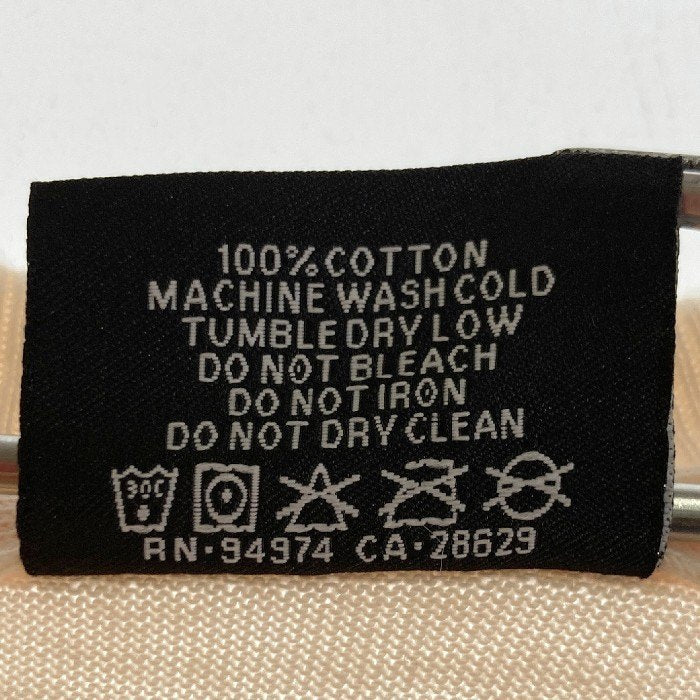 100% COTTON
MACHINE WASH COLD
TUMBLE DRY LOW
DO NOT BLEACH
DO NOT IRON
DO NOT DRY CLEAN
30C
RN·94974 CA·28629